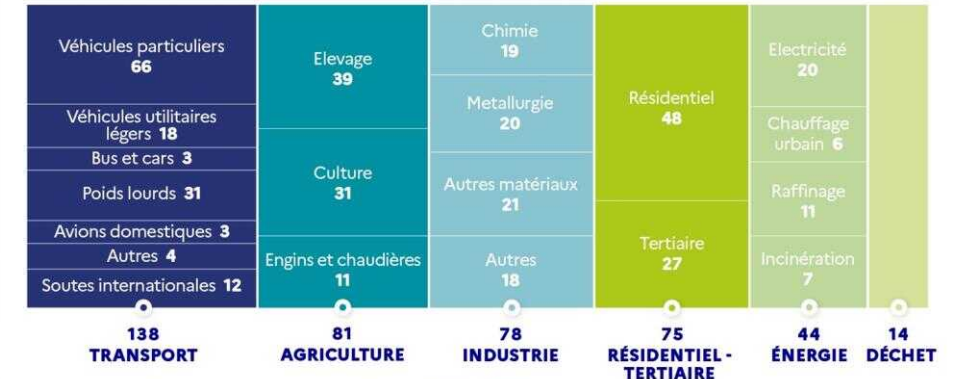 Véhicules particuliers
66
Véhicules utilitaires
légers 18
Bus et cars 3
Poids lourds 31
Avions domestiques 3
Autres 4
Soutes internationales 12
138
TRANSPORT
Elevage
39
Culture
31
Engins et chaudières
11
81
AGRICULTURE
Chimie
19
Metallurgie
20
Autres matériaux
21
Autres
18
78
INDUSTRIE
Résidentiel
48
Tertiaire
27
75
RÉSIDENTIEL -
TERTIAIRE
Electricité
20
Chauffage
urbain 6
Raffinage
11
Incinération
7
44
ÉNERGIE
14
DÉCHET